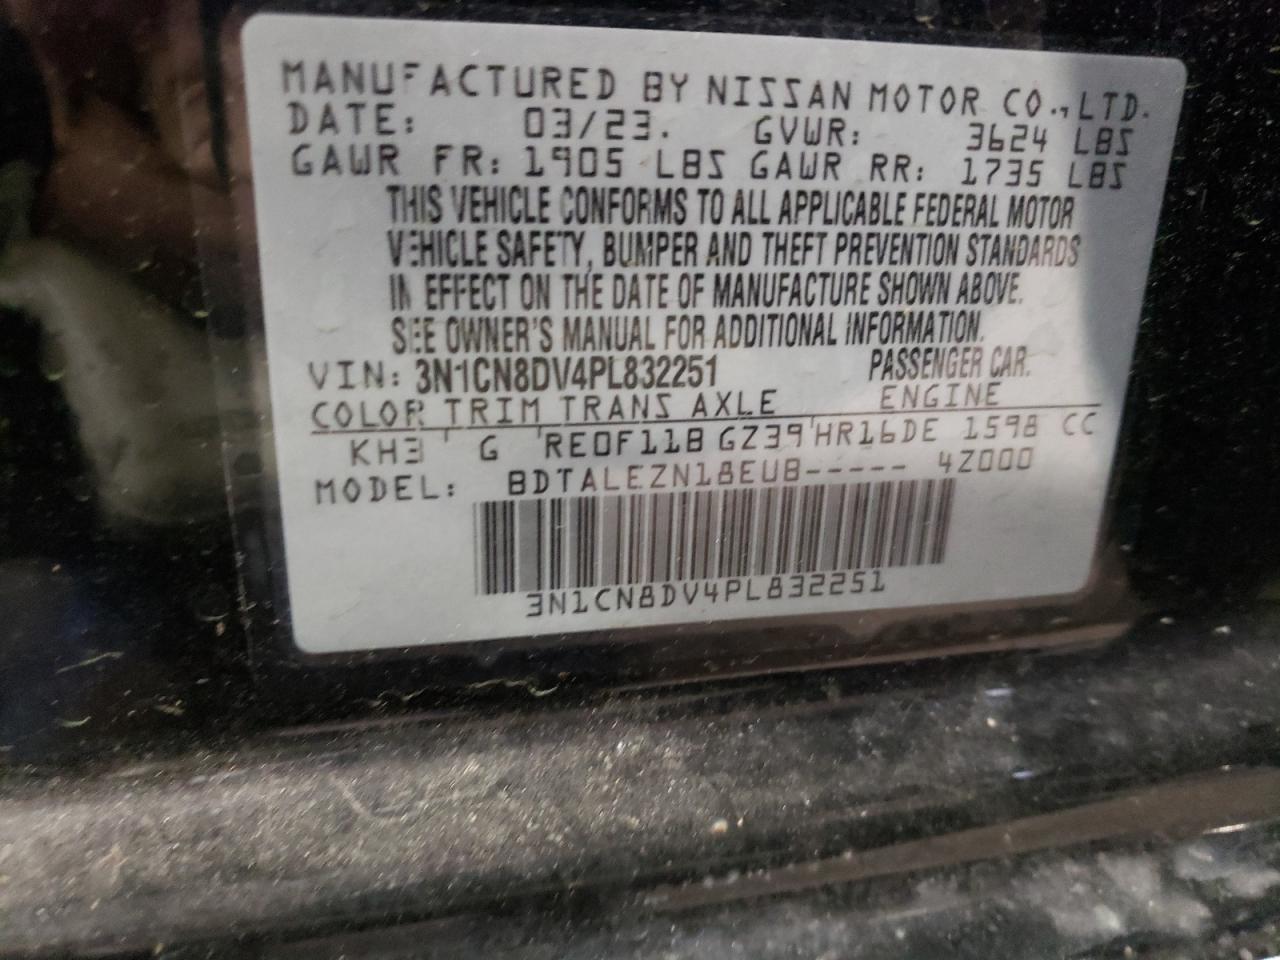 MANUFACTURED BY NISSAN MOTOR CO.,LTD.
DATE: 03/23. GVWR: 3624 LBS
GAWR FR: 1905 LBS GAWR RR: 1735 LBS
THIS VEHICLE CONFORMS TO ALL APPLICABLE FEDERAL MOTOR
VEHICLE SAFETY, BUMPER AND THEFT PREVENTION STANDARDS
IN EFFECT ON THE DATE OF MANUFACTURE SHOWN ABOVE.
SEE OWNER'S MANUAL FOR ADDITIONAL INFORMATION.
VIN: 3N1CN8DV4PL832251 PASSENGER CAR.
COLOR TRIM TRANS AXLE ENGINE
KH3 G RE0F11B GZ39 HR16DE 1598 CC
MODEL: BDTALEZN18EUB----- 4Z000
3N1CN8DV4PL832251